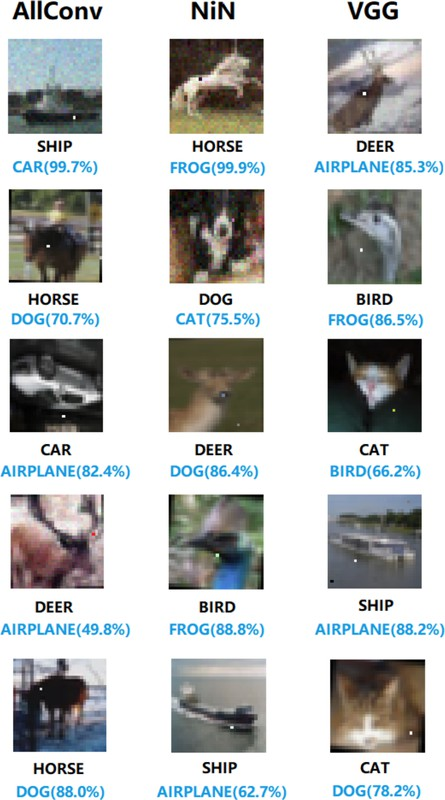 AllConv NiN VGG
SHIP HORSE DEER
CAR(99.7%) FROG(99.9%) AIRPLANE(85.3%)
HORSE DOG BIRD
DOG(70.7%) CAT(75.5%) FROG(86.5%)
CAR DEER CAT
AIRPLANE(82.4%) DOG(86.4%) BIRD(66.2%)
DEER BIRD SHIP
AIRPLANE(49.8%) FROG(88.8%) AIRPLANE(88.2%)
HORSE SHIP CAT
DOG(88.0%) AIRPLANE(62.7%) DOG(78.2%)